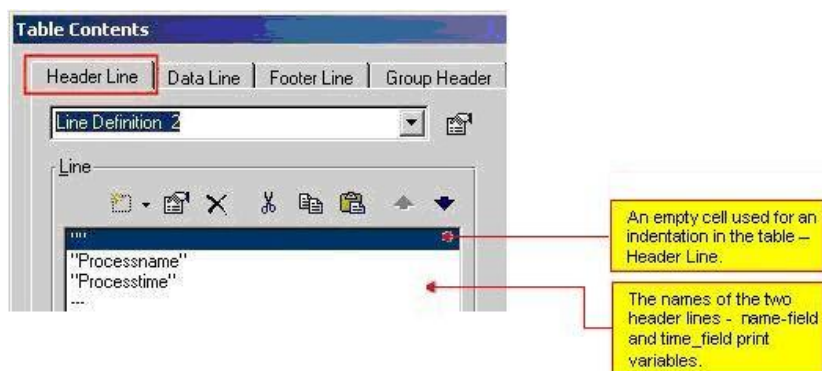 Table Contents
Header Line Data Line Footer Line Group Header
Line Definition 2
Line
""
"Processname"
"Processtime"
An empty cell used for an
indentation in the table –
Header Line.
The names of the two
header lines - name-field
and time_field print
variables.